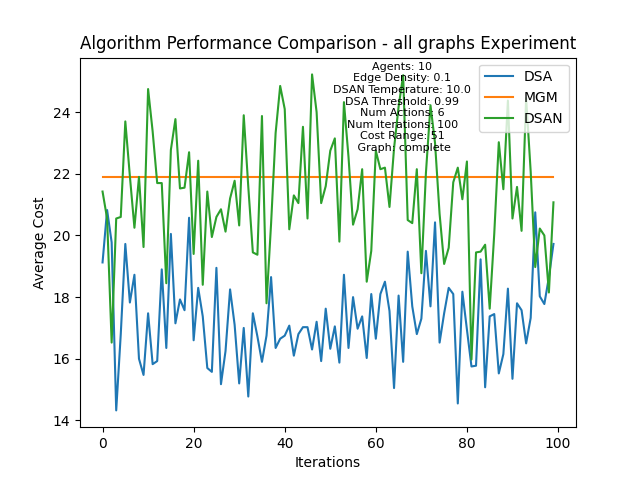 Algorithm Performance Comparison - all graphs Experiment
Agents: 10
Edge Density: 0.1
DSAN Temperature: 10.0
DSA Threshold: 0.99
Num Actions: 6
Num Iterations: 100
Cost Range: 51
Graph: complete
DSA
MGM
DSAN
Average Cost
24
22
20
18
16
14
0 20 40 60 80 100
Iterations